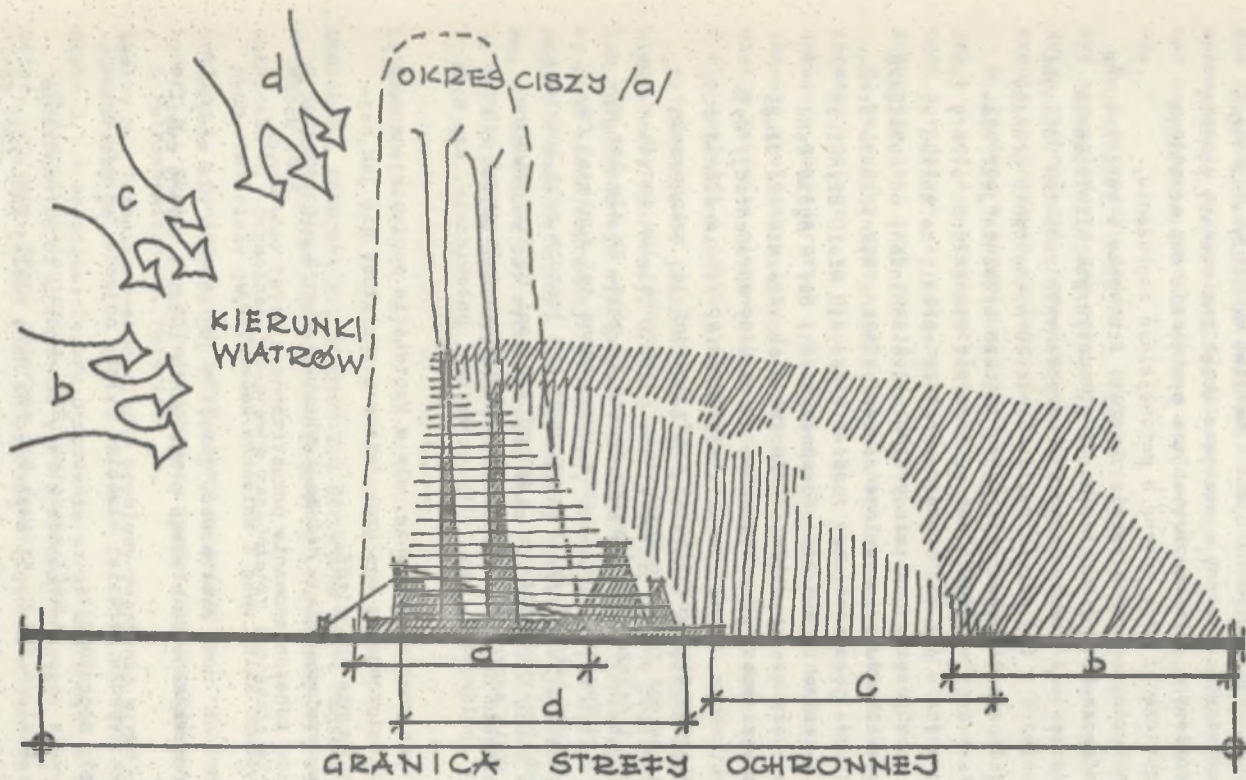 d
OKRES CISZY /a/
c
KIERUNKI
WIATRÓW
b
a
b
c
d
GRANICA STREFY OCHRONNEJ